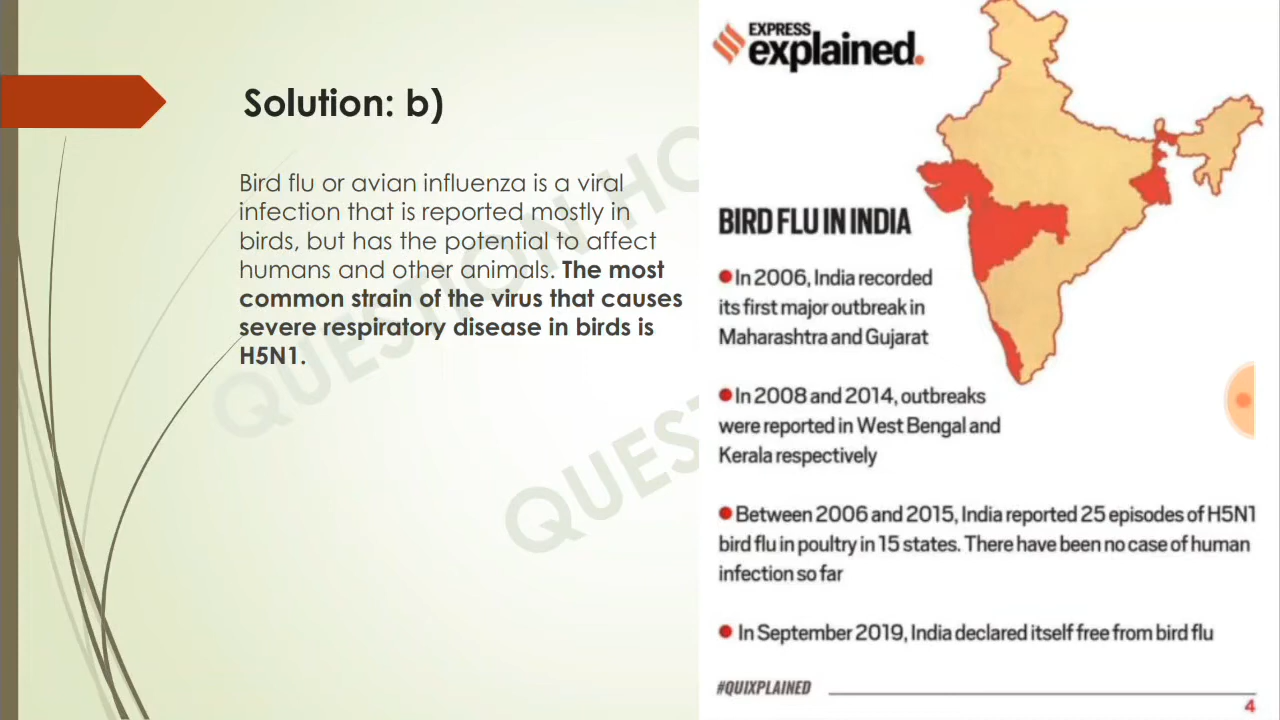 Solution: b)
Bird flu or avian influenza is a viral
infection that is reported mostly in
birds, but has the potential to affect
humans and other animals. The most
common strain of the virus that causes
severe respiratory disease in birds is
H5N1.
QUESTION HO
QUEST
EXPRESS
explained.
BIRD FLU IN INDIA
In 2006, India recorded
its first major outbreak in
Maharashtra and Gujarat
In 2008 and 2014, outbreaks
were reported in West Bengal and
Kerala respectively
Between 2006 and 2015, India reported 25 episodes of H5N1
bird flu in poultry in 15 states. There have been no case of human
infection so far
In September 2019, India declared itself free from bird flu
#QUIXPLAINED
4